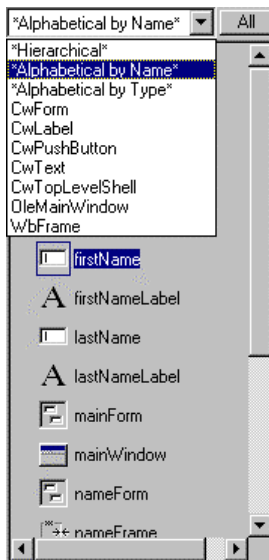 *Alphabetical by Name* All
*Hierarchical*
*Alphabetical by Name*
*Alphabetical by Type*
CwForm
CwLabel
CwPushButton
CwText
CwTopLevelShell
OleMainWindow
WbFrame
firstName
firstNameLabel
lastName
lastNameLabel
mainForm
mainWindow
nameForm
nameFrame